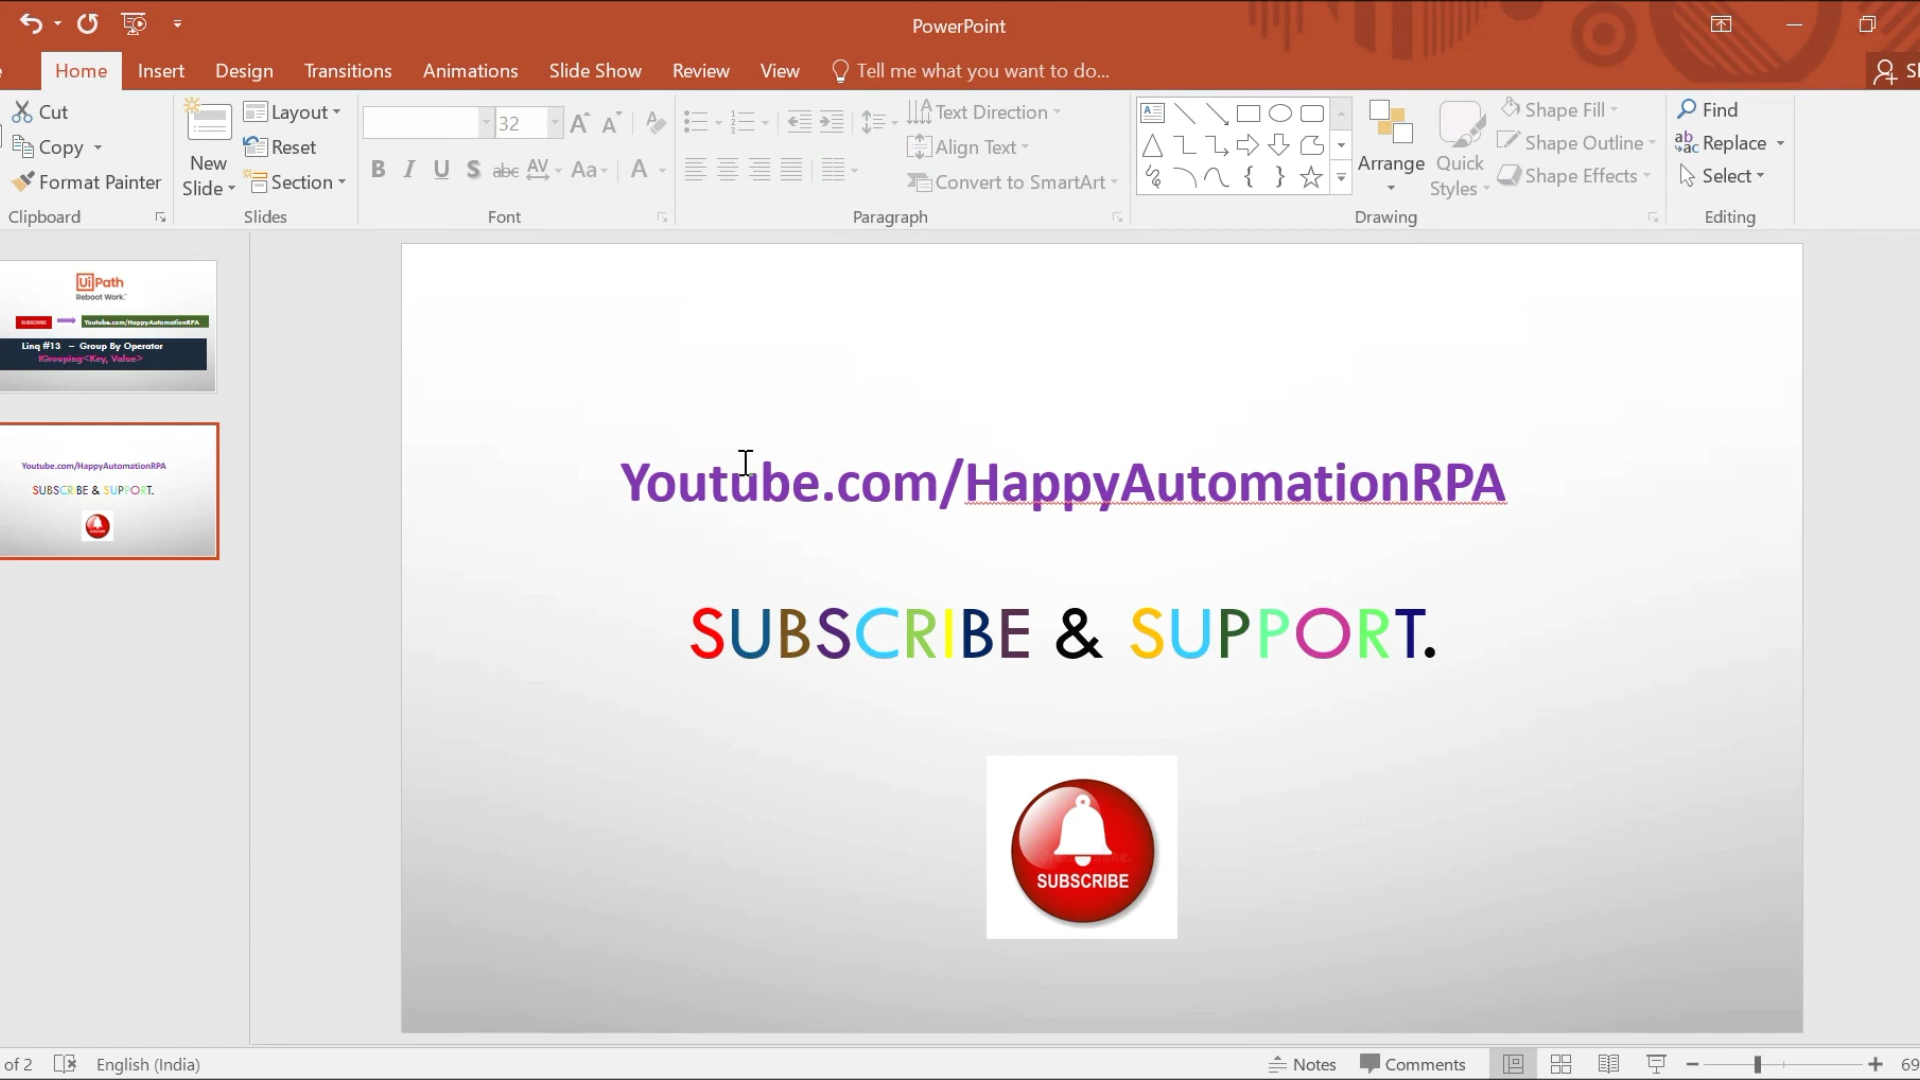 PowerPoint
Home Insert Design Transitions Animations Slide Show Review View Tell me what you want to do...
Cut
Copy
Format Painter
Clipboard
New
Slide
Layout
Reset
Section
Slides
32
B I U S abc AV Aa A
Font
Text Direction
Align Text
Convert to SmartArt
Paragraph
Arrange
Quick
Styles
Shape Fill
Shape Outline
Shape Effects
Drawing
Find
Replace
Select
Editing
UiPath
Reboot Work.
SUBSCRIBE Youtube.com/HappyAutomationRPA
Linq #13 – Group By Operator
IGrouping<Key, Value>
Youtube.com/HappyAutomationRPA
SUBSCRIBE & SUPPORT.
Youtube.com/HappyAutomationRPA
SUBSCRIBE & SUPPORT.
SUBSCRIBE
of 2 English (India) Notes Comments 69